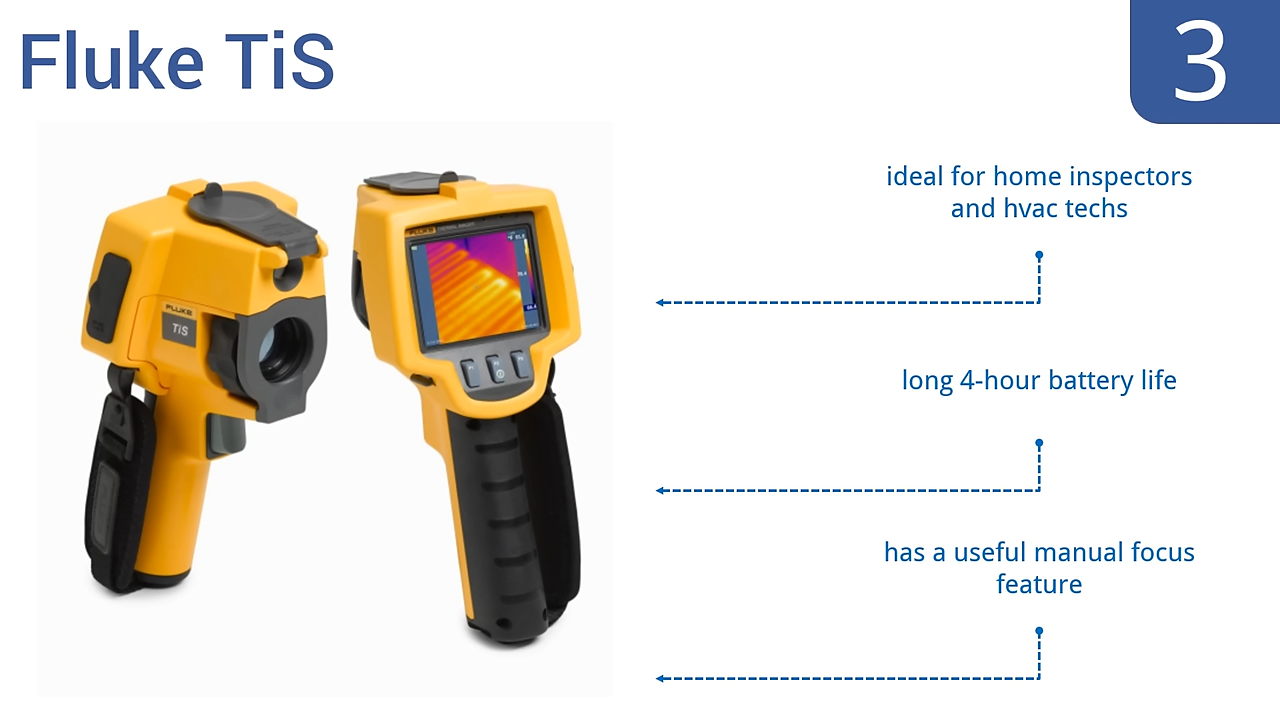 Fluke TiS
3
ideal for home inspectors
and hvac techs
long 4-hour battery life
has a useful manual focus
feature
FLUKE
TiS
FLUKE